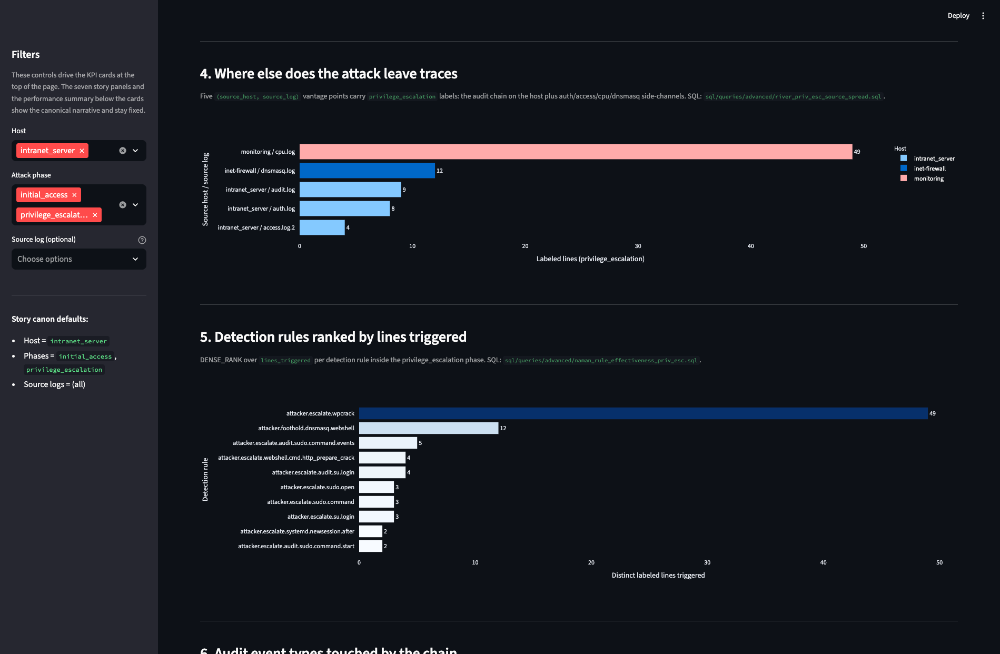 Deploy
Filters
These controls drive the KPI cards at the
top of the page. The seven story panels and
the performance summary below the cards
show the canonical narrative and stay fixed.
Host
intranet_server ×
Attack phase
initial_access ×
privilege_escalat... ×
Source log (optional)
Choose options
Story canon defaults:
• Host = intranet_server
• Phases = initial_access ,
privilege_escalation
• Source logs = (all)
4. Where else does the attack leave traces
Five (source_host, source_log) vantage points carry privilege_escalation labels: the audit chain on the host plus auth/access/cpu/dnsmasq side-channels. SQL: sql/queries/advanced/river_priv_esc_source_spread.sql .
Source host / source log
monitoring / cpu.log 49
inet-firewall / dnsmasq.log 12
intranet_server / audit.log 9
intranet_server / auth.log 8
intranet_server / access.log.2 4
0 10 20 30 40 50
Labeled lines (privilege_escalation)
Host
intranet_server
inet-firewall
monitoring
5. Detection rules ranked by lines triggered
DENSE_RANK over lines_triggered per detection rule inside the privilege_escalation phase. SQL: sql/queries/advanced/naman_rule_effectiveness_priv_esc.sql .
Detection rule
attacker.escalate.wpcrack 49
attacker.foothold.dnsmasq.webshell 12
attacker.escalate.audit.sudo.command.events 5
attacker.escalate.webshell.cmd.http_prepare_crack 4
attacker.escalate.audit.su.login 4
attacker.escalate.sudo.open 3
attacker.escalate.sudo.command 3
attacker.escalate.su.login 3
attacker.escalate.systemd.newsession.after 2
attacker.escalate.audit.sudo.command.start 2
0 10 20 30 40 50
Distinct labeled lines triggered
6. Audit event types touched by the chain